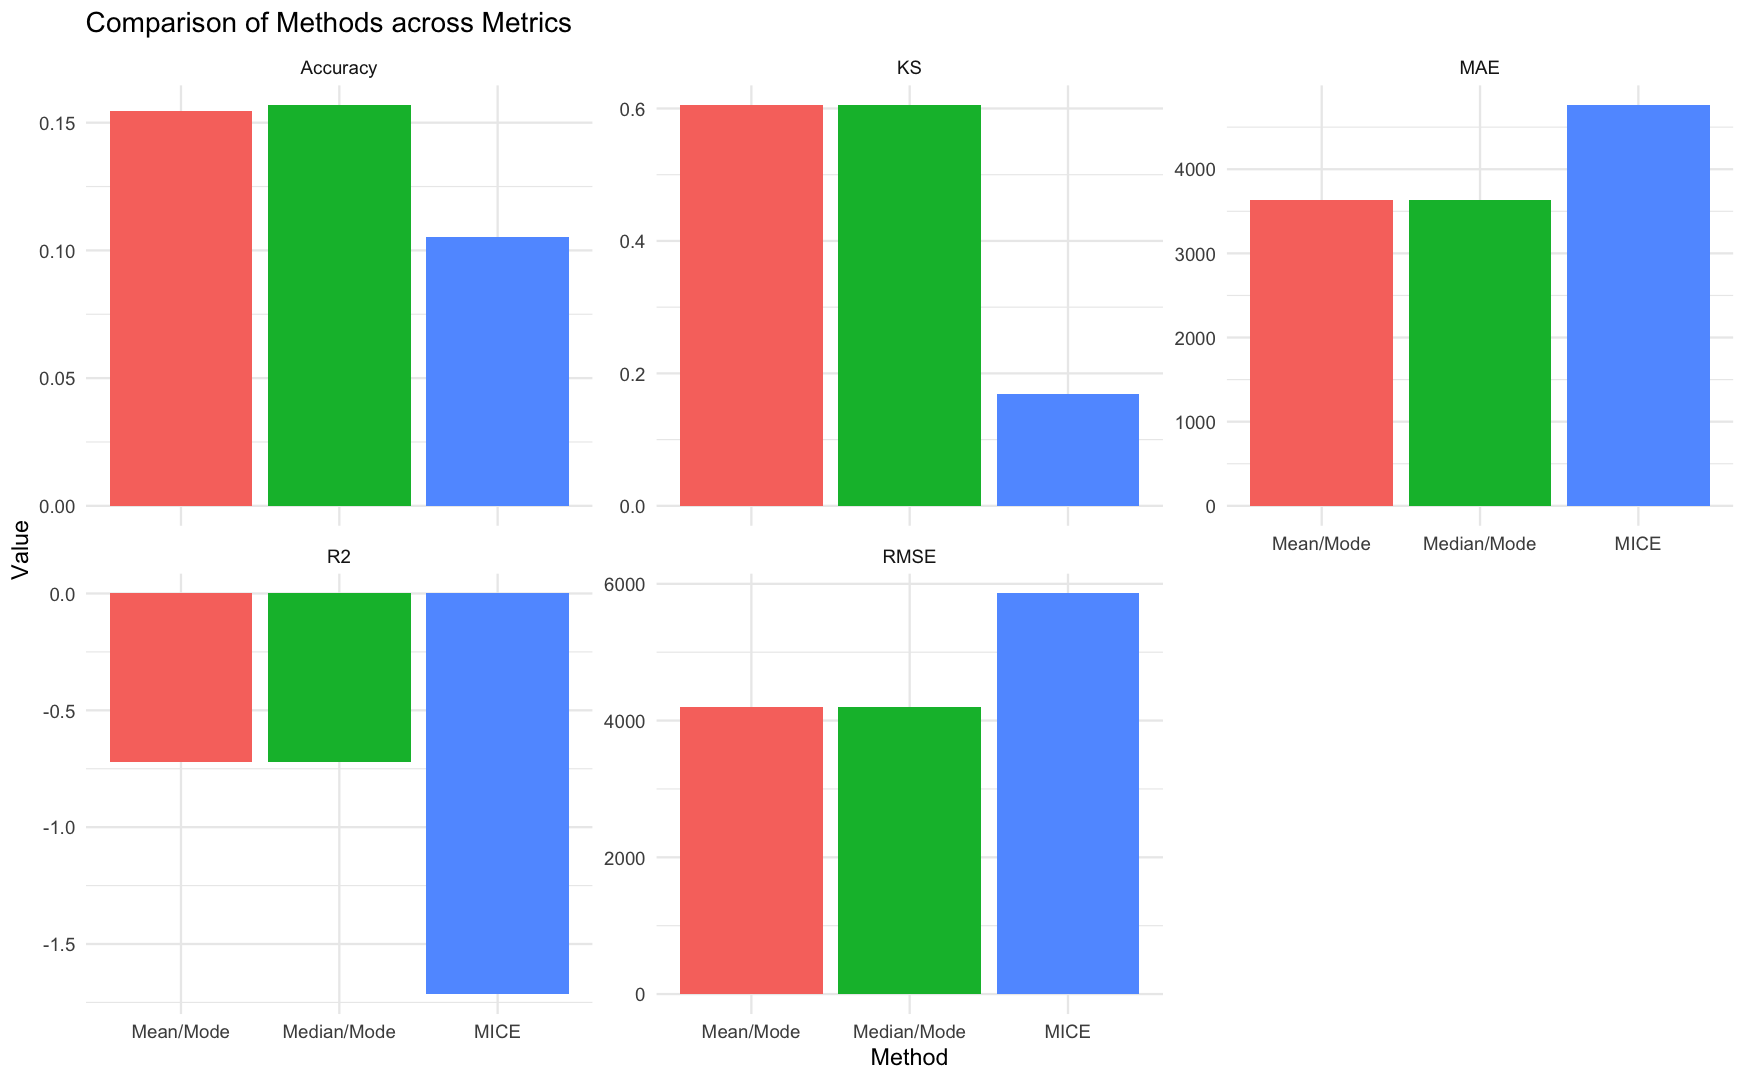 Comparison of Methods across Metrics
Accuracy
0.15
0.10
0.05
0.00
KS
0.6
0.4
0.2
0.0
MAE
4000
3000
2000
1000
0
Mean/Mode Median/Mode MICE
Value
R2
0.0
-0.5
-1.0
-1.5
Mean/Mode Median/Mode MICE
RMSE
6000
4000
2000
0
Mean/Mode Median/Mode MICE
Method